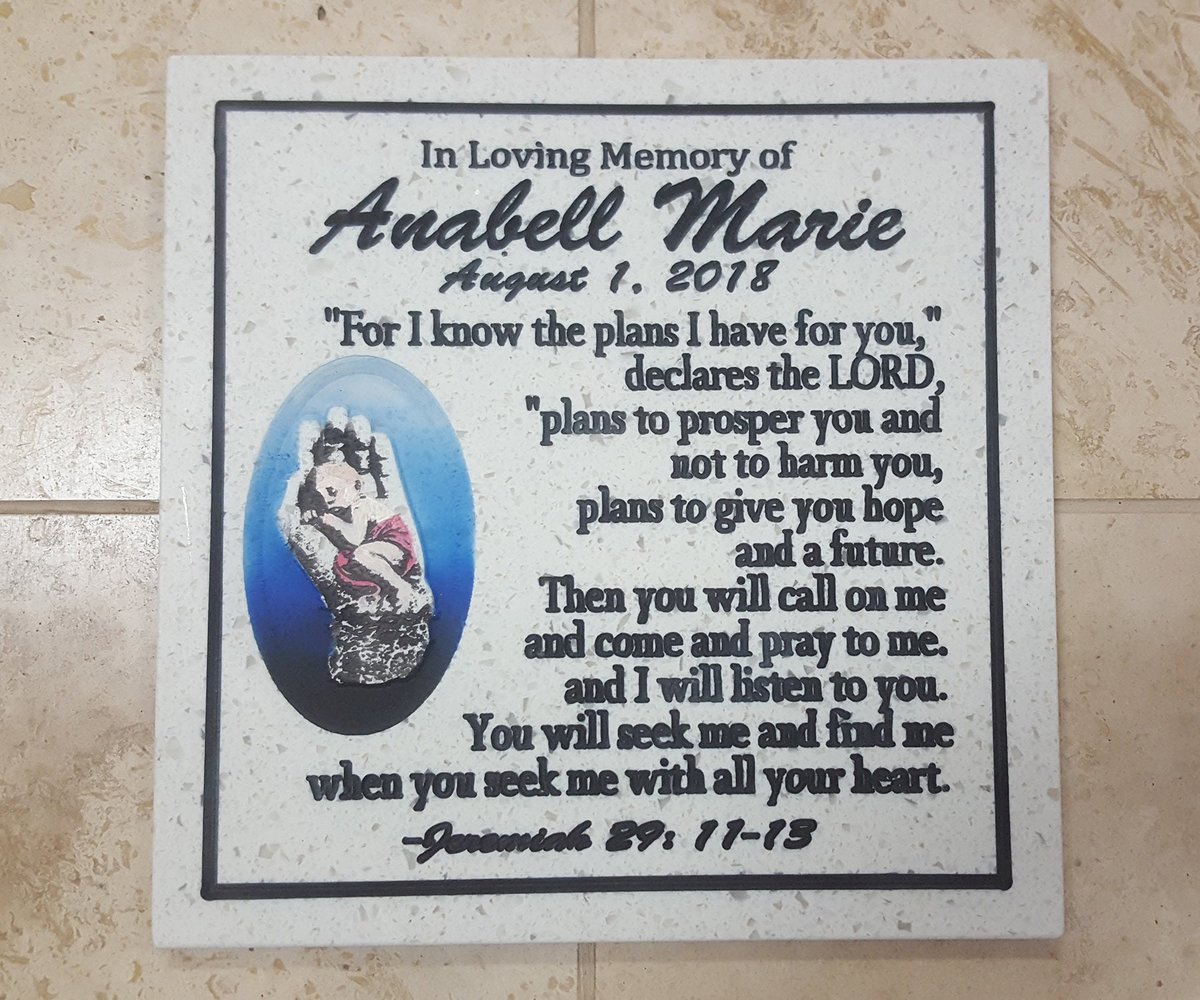 In Loving Memory of
Anabell Marie
August 1, 2018
"For I know the plans I have for you,"
declares the LORD,
"plans to prosper you and
not to harm you,
plans to give you hope
and a future.
Then you will call on me
and come and pray to me.
and I will listen to you.
You will seek me and find me
when you seek me with all your heart.
-Jeremiah 29: 11-13